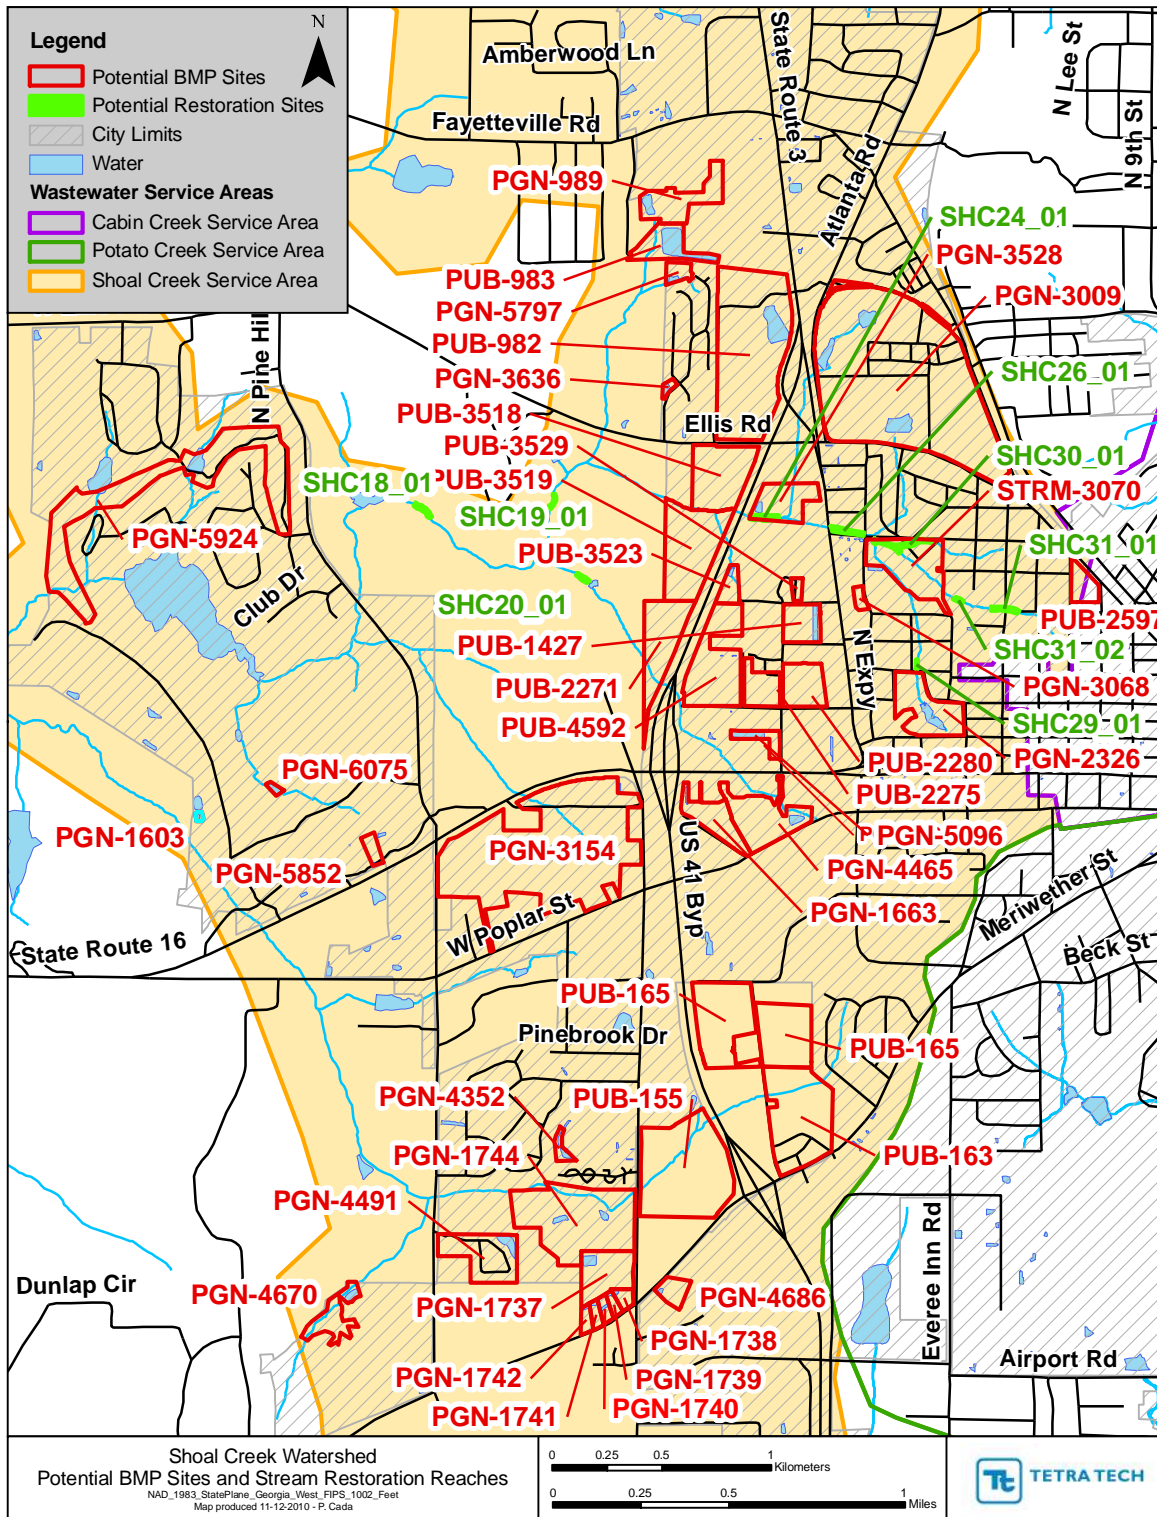 Legend
Potential BMP Sites
Potential Restoration Sites
City Limits
Water
Wastewater Service Areas
Cabin Creek Service Area
Potato Creek Service Area
Shoal Creek Service Area
N
Amberwood Ln
Fayetteville Rd
State Route 3
Atlanta Rd
N Lee St
N 9th St
PGN-989
SHC24_01
PGN-3528
PGN-3009
PUB-983
PGN-5797
PUB-982
PGN-3636
PUB-3518
PUB-3529
PUB-3519
Ellis Rd
SHC26_01
SHC30_01
STRM-3070
N Pine Hil
SHC18_01
SHC19_01
PGN-5924
PUB-3523
SHC31_01
Club Dr
SHC20_01
PUB-1427
PUB-2597
N Expy
SHC31_02
PUB-2271
PGN-3068
PUB-4592
SHC29_01
PGN-6075
PUB-2280
PGN-2326
PUB-2275
PGN-1603
PGN-3154
US 41 Byp
PGN-5096
PGN-5852
PGN-4465
PGN-1663
Meriwether St
W Poplar St
State Route 16
Beck St
PUB-165
Pinebrook Dr
PUB-165
PGN-4352
PUB-155
PGN-1744
PUB-163
PGN-4491
Everee Inn Rd
Dunlap Cir
PGN-4670
PGN-1737
PGN-4686
PGN-1738
PGN-1742
PGN-1739
PGN-1741
PGN-1740
Airport Rd
Shoal Creek Watershed
Potential BMP Sites and Stream Restoration Reaches
NAD_1983_StatePlane_Georgia_West_FIPS_1002_Feet
Map produced 11-12-2010 - P. Cada
0 0.25 0.5 1
Kilometers
0 0.25 0.5 1
Miles
Tt TETRA TECH